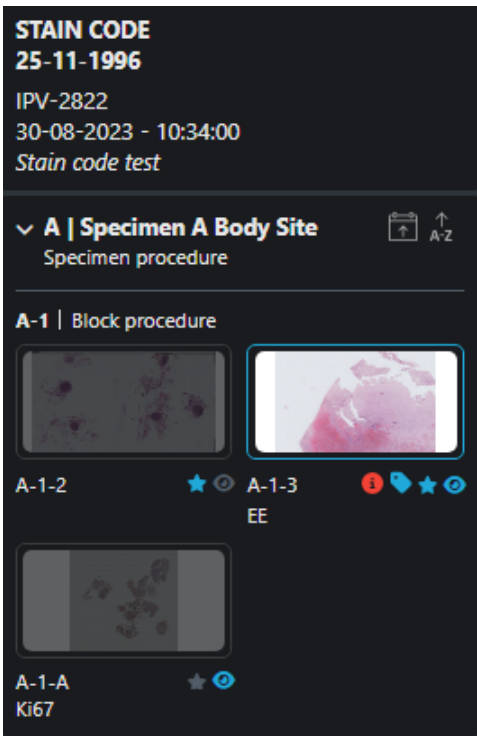 STAIN CODE
25-11-1996
IPV-2822
30-08-2023 - 10:34:00
Stain code test
A | Specimen A Body Site
A-Z
Specimen procedure
A-1 | Block procedure
A-1-2
A-1-3
EE
A-1-A
Ki67